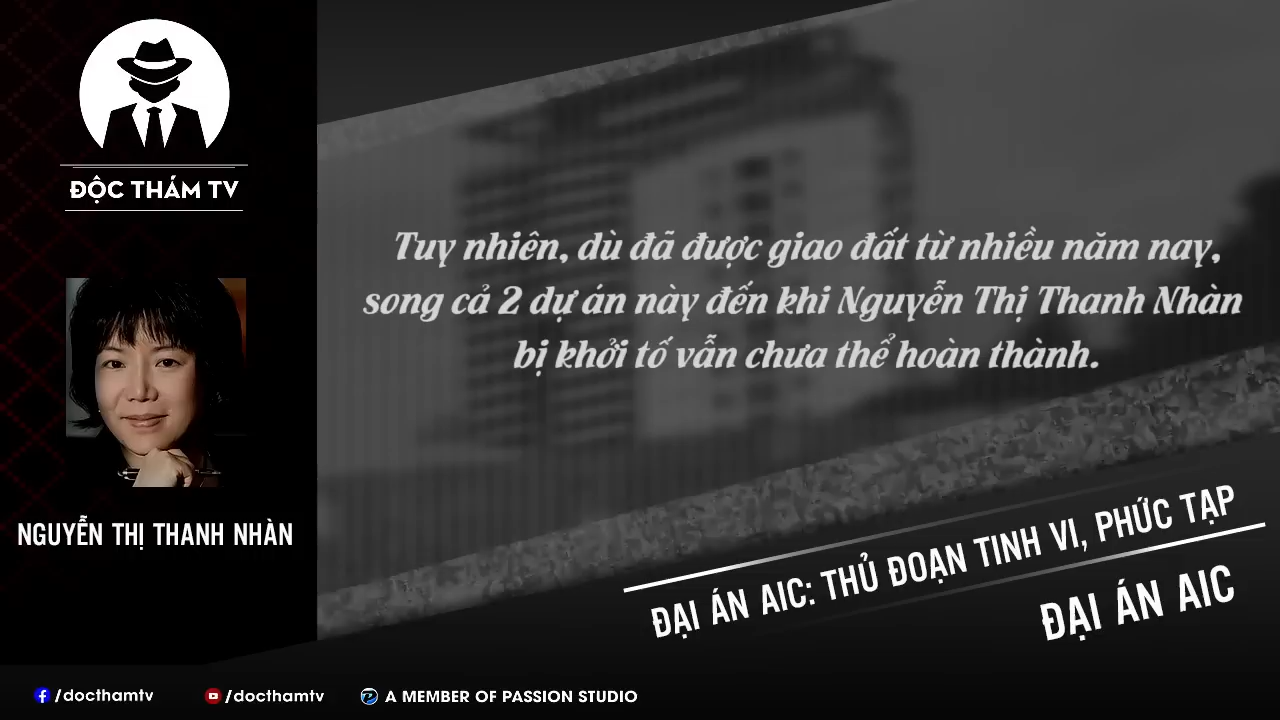 ĐỘC THÁM TV
NGUYỄN THỊ THANH NHÀN
Tuy nhiên, dù đã được giao đất từ nhiều năm nay,
song cả 2 dự án này đến khi Nguyễn Thị Thanh Nhàn
bị khởi tố vẫn chưa thể hoàn thành.
ĐẠI ÁN AIC: THỦ ĐOẠN TINH VI, PHỨC TẠP
ĐẠI ÁN AIC
/docthamtv
/docthamtv
A MEMBER OF PASSION STUDIO